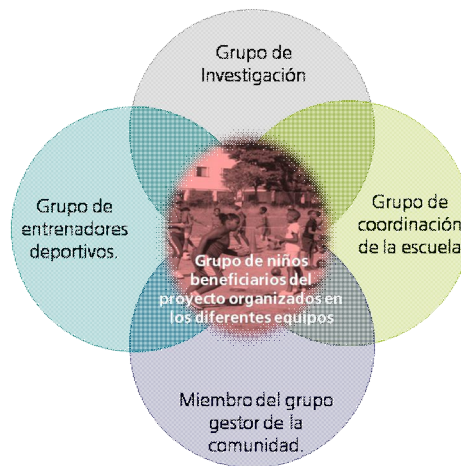 Grupo de
Investigación
Grupo de
entrenadores
deportivos.
Grupo de
coordinación
de la escuela
Grupo de niños
beneficiarios del
proyecto organizados en
los diferentes equipos
Miembro del grupo
gestor de la
comunidad.